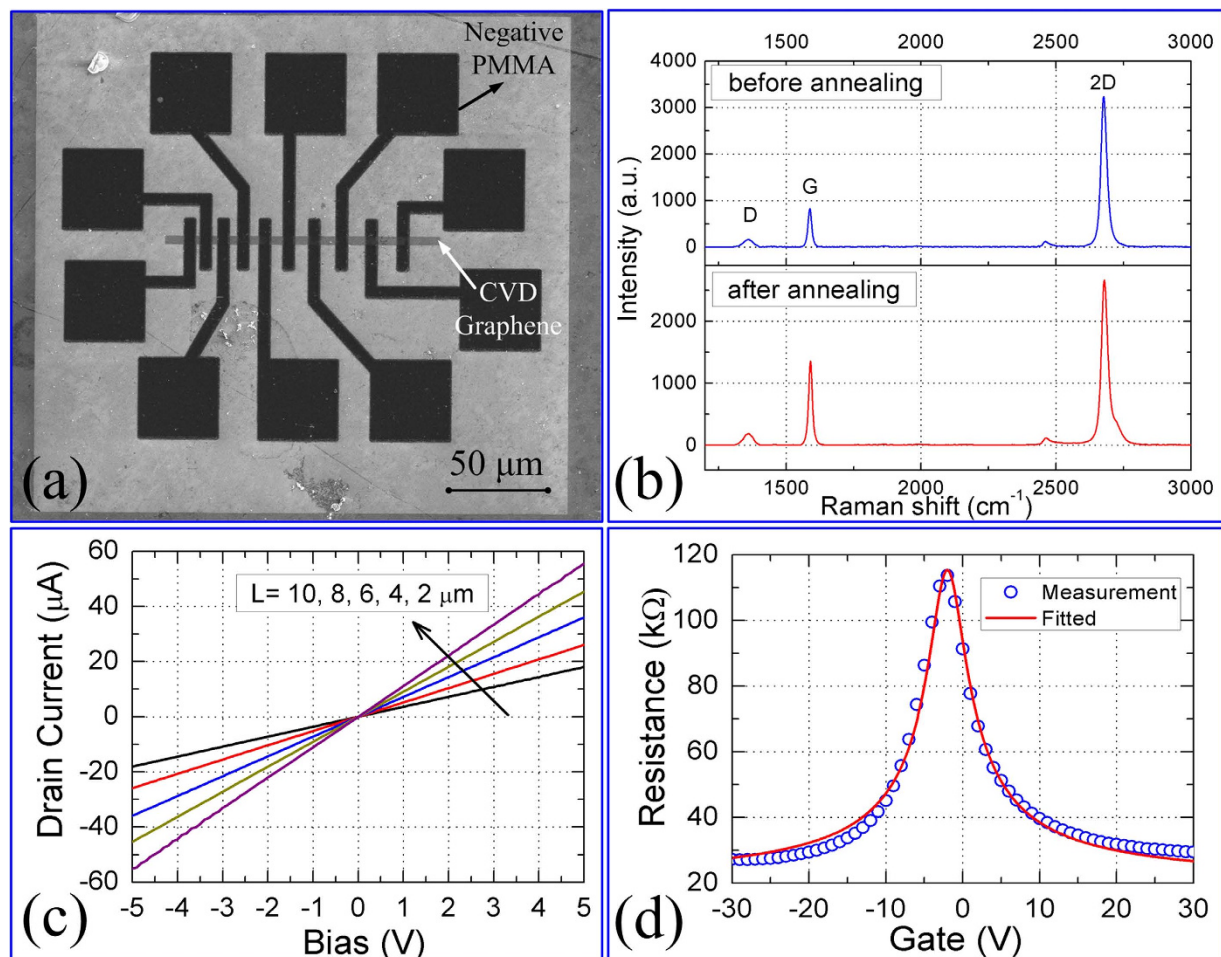 Negative
PMMA
CVD
Graphene
50 μm
(a)
1500 2000 2500 3000
4000
3000
2000
1000
0
2000
1000
0
before annealing
2D
G
D
after annealing
Intensity (a.u.)
1500 2000 2500 3000
Raman shift (cm⁻¹)
(b)
60
40
20
0
-20
-40
-60
Drain Current (μA)
L= 10, 8, 6, 4, 2 μm
-5 -4 -3 -2 -1 0 1 2 3 4 5
Bias (V)
(c)
120
100
80
60
40
20
Resistance (kΩ)
Measurement
Fitted
-30 -20 -10 0 10 20 30
Gate (V)
(d)